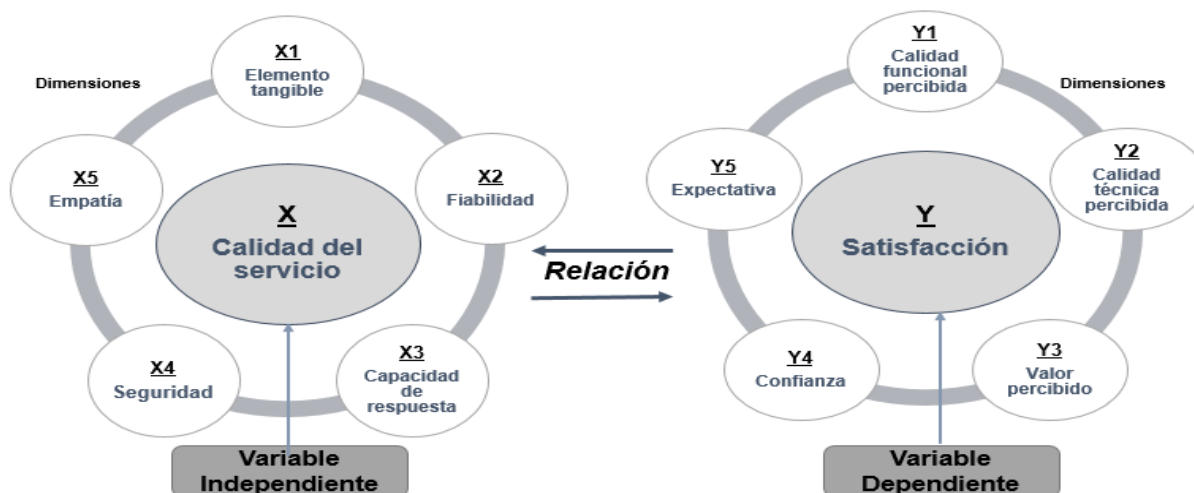 Dimensiones
X1
Elemento
tangible
X2
Fiabilidad
X3
Capacidad
de
respuesta
X4
Seguridad
X5
Empatía
X
Calidad del
servicio
Variable
Independiente
Relación
Dimensiones
Y1
Calidad
funcional
percibida
Y2
Calidad
técnica
percibida
Y3
Valor
percibido
Y4
Confianza
Y5
Expectativa
Y
Satisfacción
Variable
Dependiente